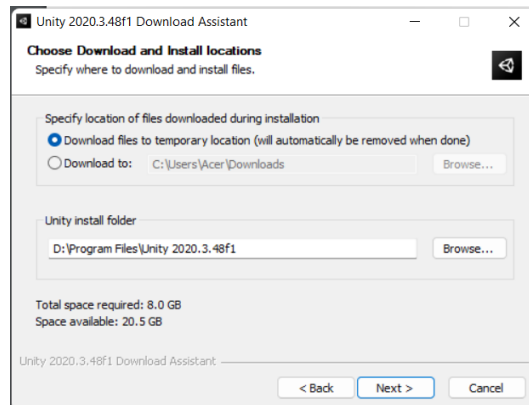 Unity 2020.3.48f1 Download Assistant
Choose Download and Install locations
Specify where to download and install files.
Specify location of files downloaded during installation
Download files to temporary location (will automatically be removed when done)
Download to: C:\Users\Acer\Downloads Browse...
Unity install folder
D:\Program Files\Unity 2020.3.48f1 Browse...
Total space required: 8.0 GB
Space available: 20.5 GB
Unity 2020.3.48f1 Download Assistant
< Back Next > Cancel